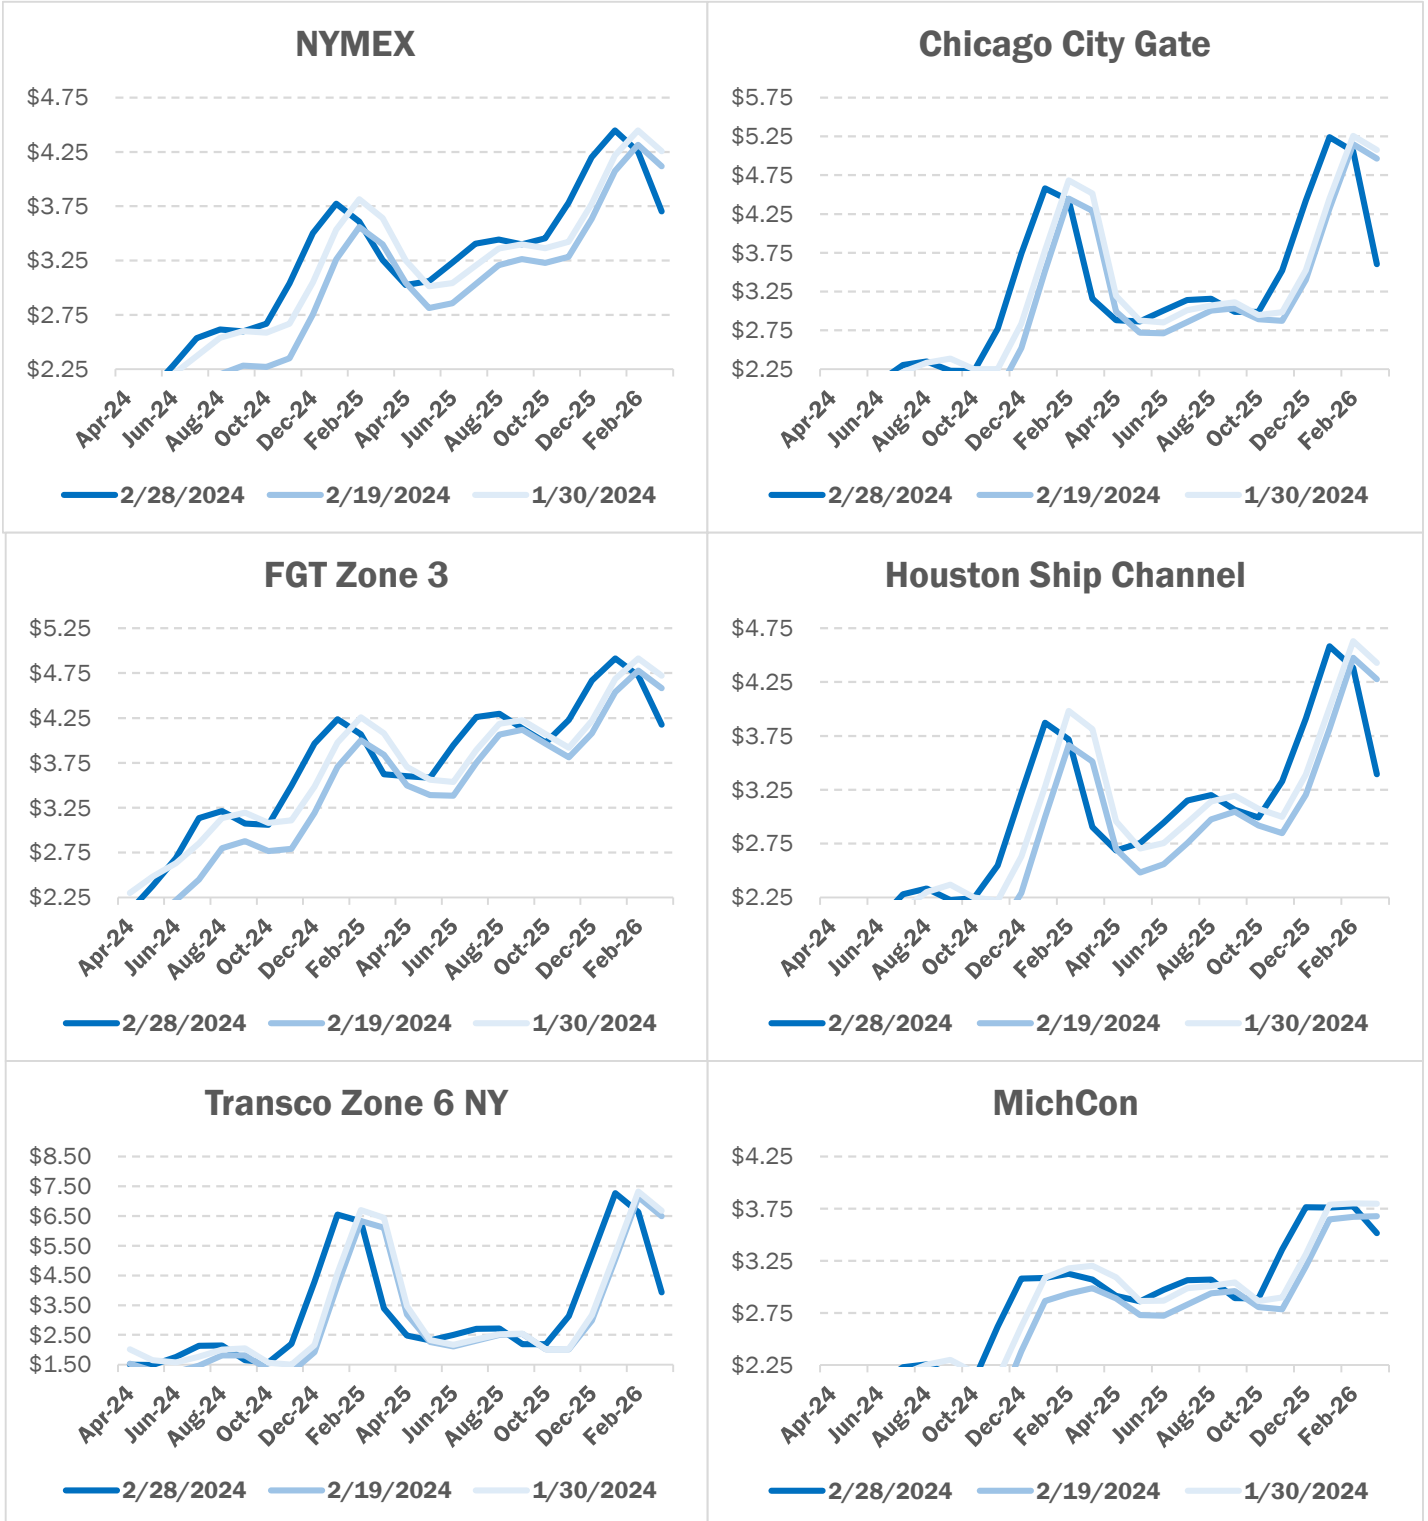 NYMEX
$4.75
$4.25
$3.75
$3.25
$2.75
$2.25
Apr-24 Jun-24 Aug-24 Oct-24 Dec-24 Feb-25 Apr-25 Jun-25 Aug-25 Oct-25 Dec-25 Feb-26
2/28/2024 2/19/2024 1/30/2024
Chicago City Gate
$5.75
$5.25
$4.75
$4.25
$3.75
$3.25
$2.75
$2.25
Apr-24 Jun-24 Aug-24 Oct-24 Dec-24 Feb-25 Apr-25 Jun-25 Aug-25 Oct-25 Dec-25 Feb-26
2/28/2024 2/19/2024 1/30/2024
FGT Zone 3
$5.25
$4.75
$4.25
$3.75
$3.25
$2.75
$2.25
Apr-24 Jun-24 Aug-24 Oct-24 Dec-24 Feb-25 Apr-25 Jun-25 Aug-25 Oct-25 Dec-25 Feb-26
2/28/2024 2/19/2024 1/30/2024
Houston Ship Channel
$4.75
$4.25
$3.75
$3.25
$2.75
$2.25
Apr-24 Jun-24 Aug-24 Oct-24 Dec-24 Feb-25 Apr-25 Jun-25 Aug-25 Oct-25 Dec-25 Feb-26
2/28/2024 2/19/2024 1/30/2024
Transco Zone 6 NY
$8.50
$7.50
$6.50
$5.50
$4.50
$3.50
$2.50
$1.50
Apr-24 Jun-24 Aug-24 Oct-24 Dec-24 Feb-25 Apr-25 Jun-25 Aug-25 Oct-25 Dec-25 Feb-26
2/28/2024 2/19/2024 1/30/2024
MichCon
$4.25
$3.75
$3.25
$2.75
$2.25
Apr-24 Jun-24 Aug-24 Oct-24 Dec-24 Feb-25 Apr-25 Jun-25 Aug-25 Oct-25 Dec-25 Feb-26
2/28/2024 2/19/2024 1/30/2024